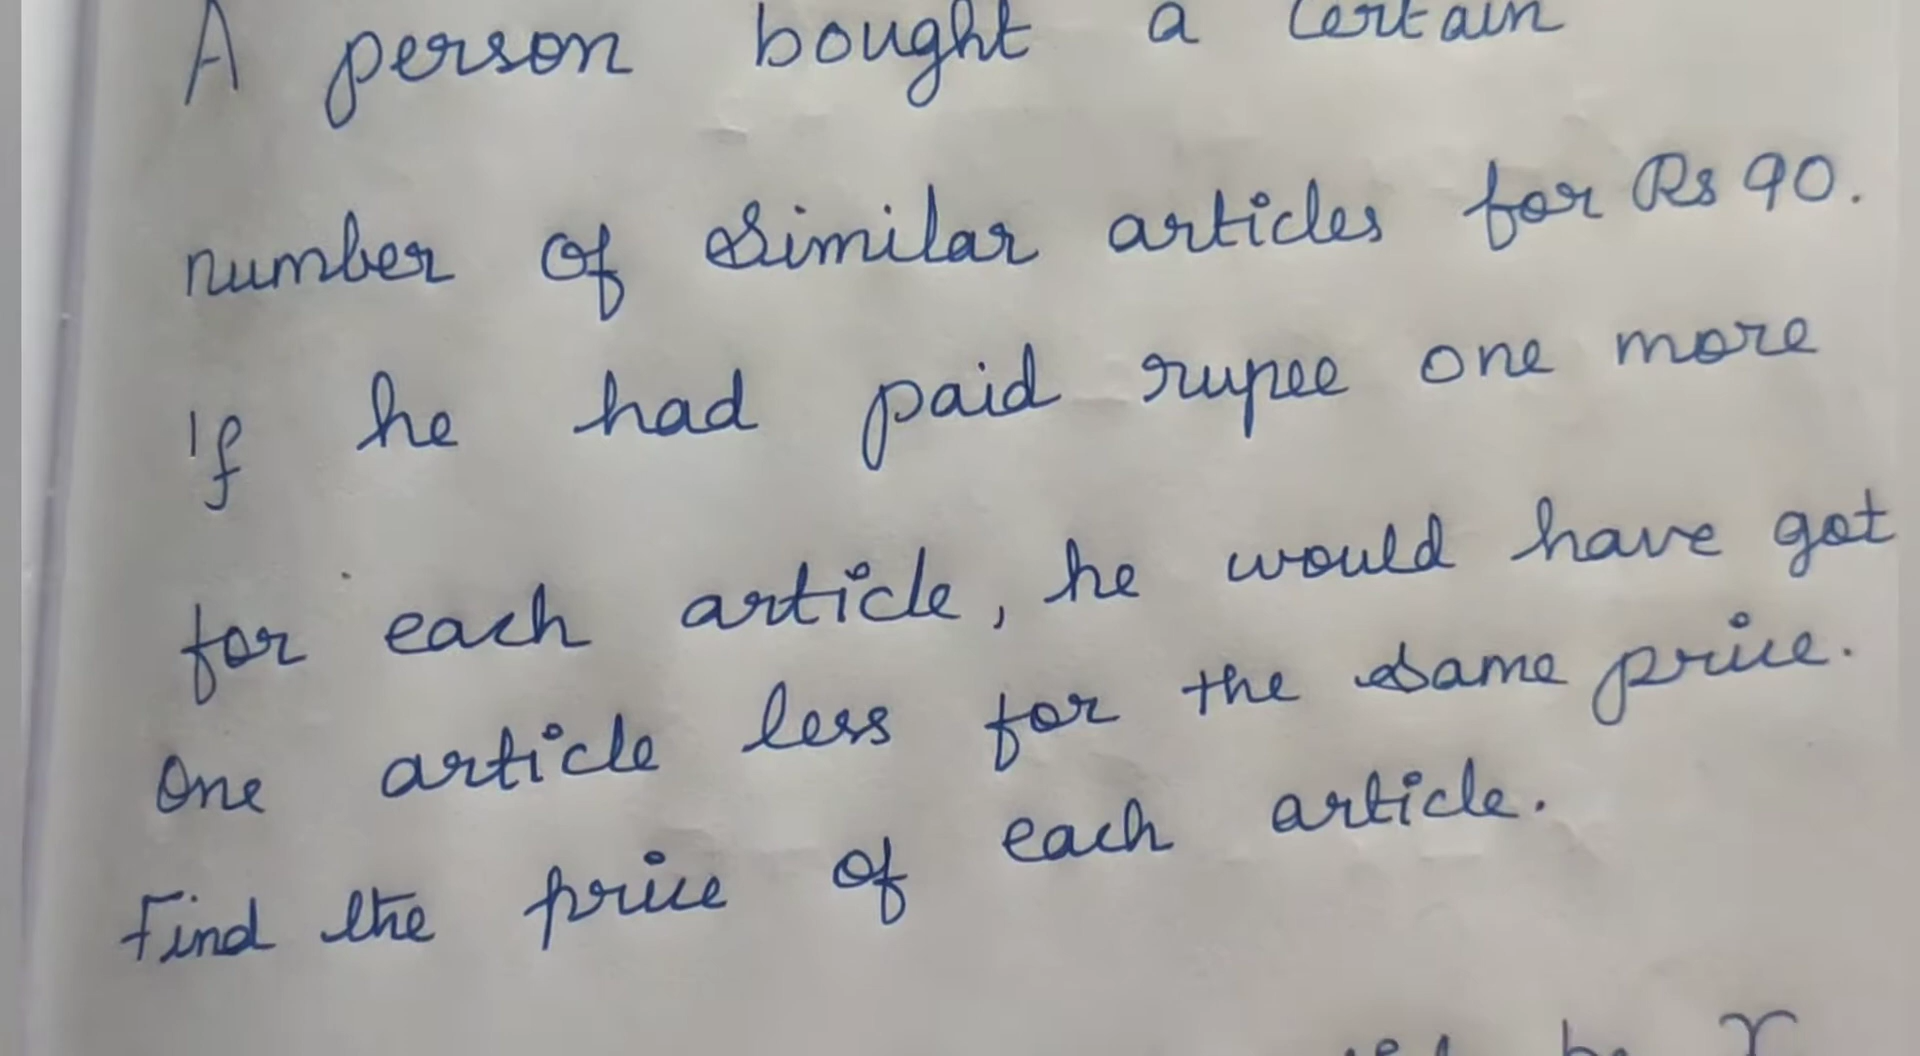 A person bought a certain
number of similar articles for Rs 90.
If he had paid rupee one more
for each article, he would have got
One article less for the same price.
Find the price of each article.
be x